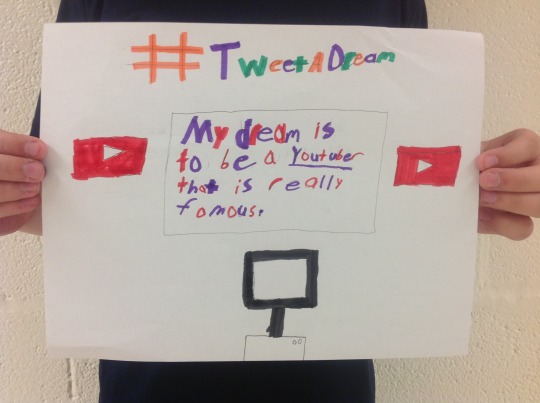 #TweetADream
My dream is
to be a Youtuber
that is really
famous.